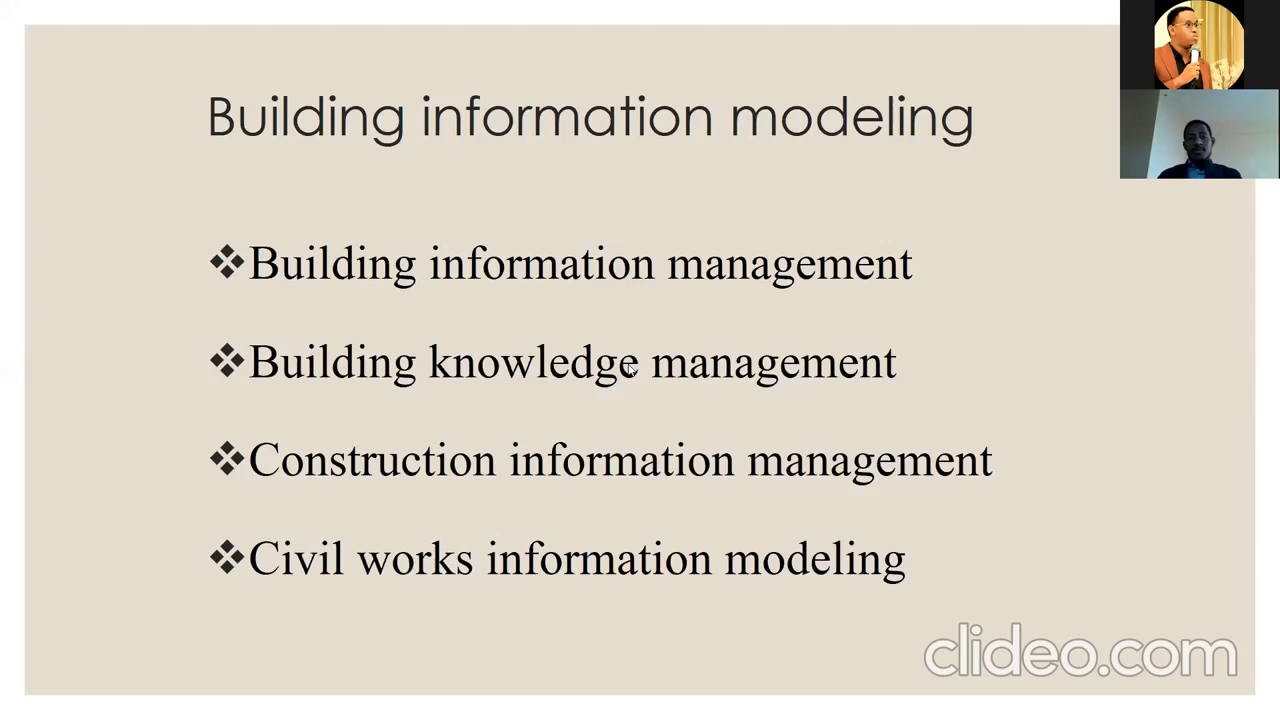 Building information modeling
Building information management
Building knowledge management
Construction information management
Civil works information modeling
clideo.com